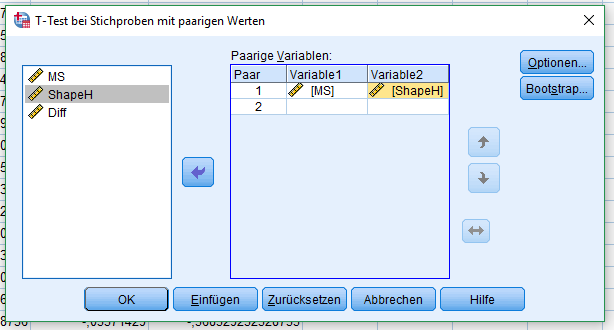 T-Test bei Stichproben mit paarigen Werten
Paarige Variablen:
MS
ShapeH
Diff
Paar Variable1 Variable2
1 [MS] [ShapeH]
2
Optionen...
Bootstrap...
OK Einfügen Zurücksetzen Abbrechen Hilfe